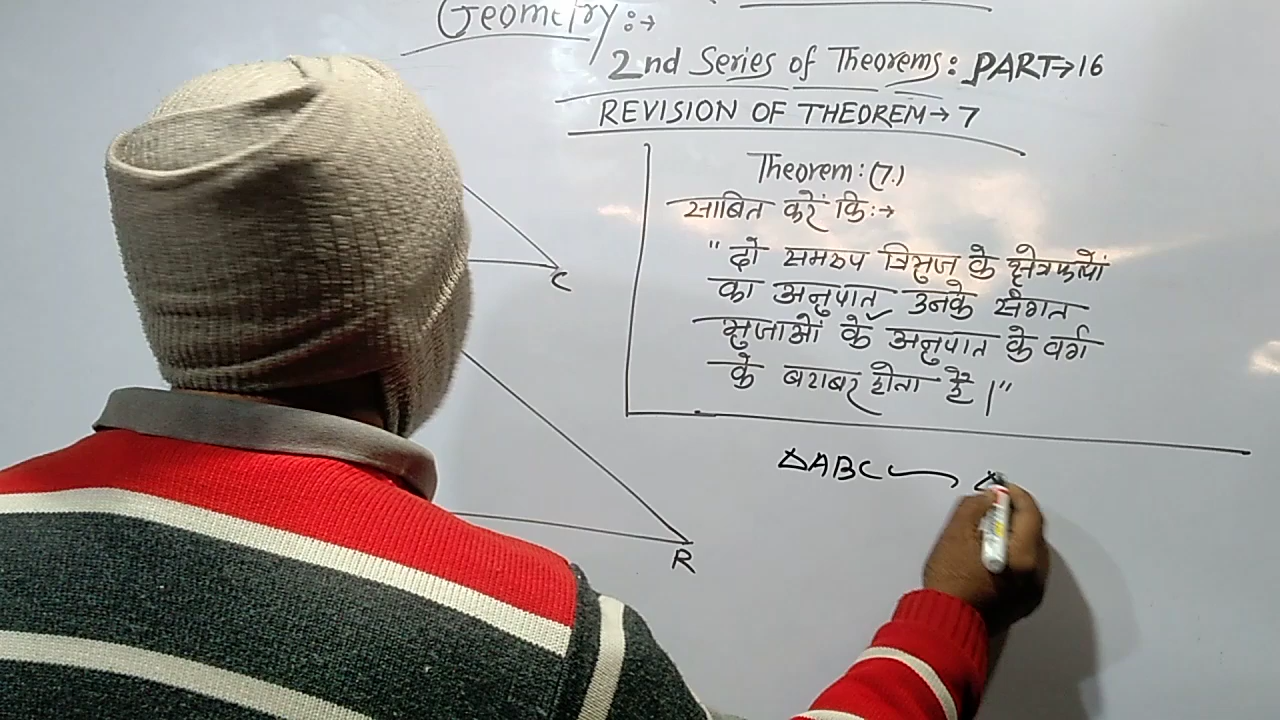 Geometry:→
2nd Series of Theorems: PART→16
REVISION OF THEOREM→7
Theorem:(7.)
साबित करें कि:→
"दो समरुप त्रिभुज के क्षेत्रफलों
का अनुपात उनके संगत
भुजाओं के अनुपात के वर्ग
के बराबर होता है।"
C
ΔABC Δ
R